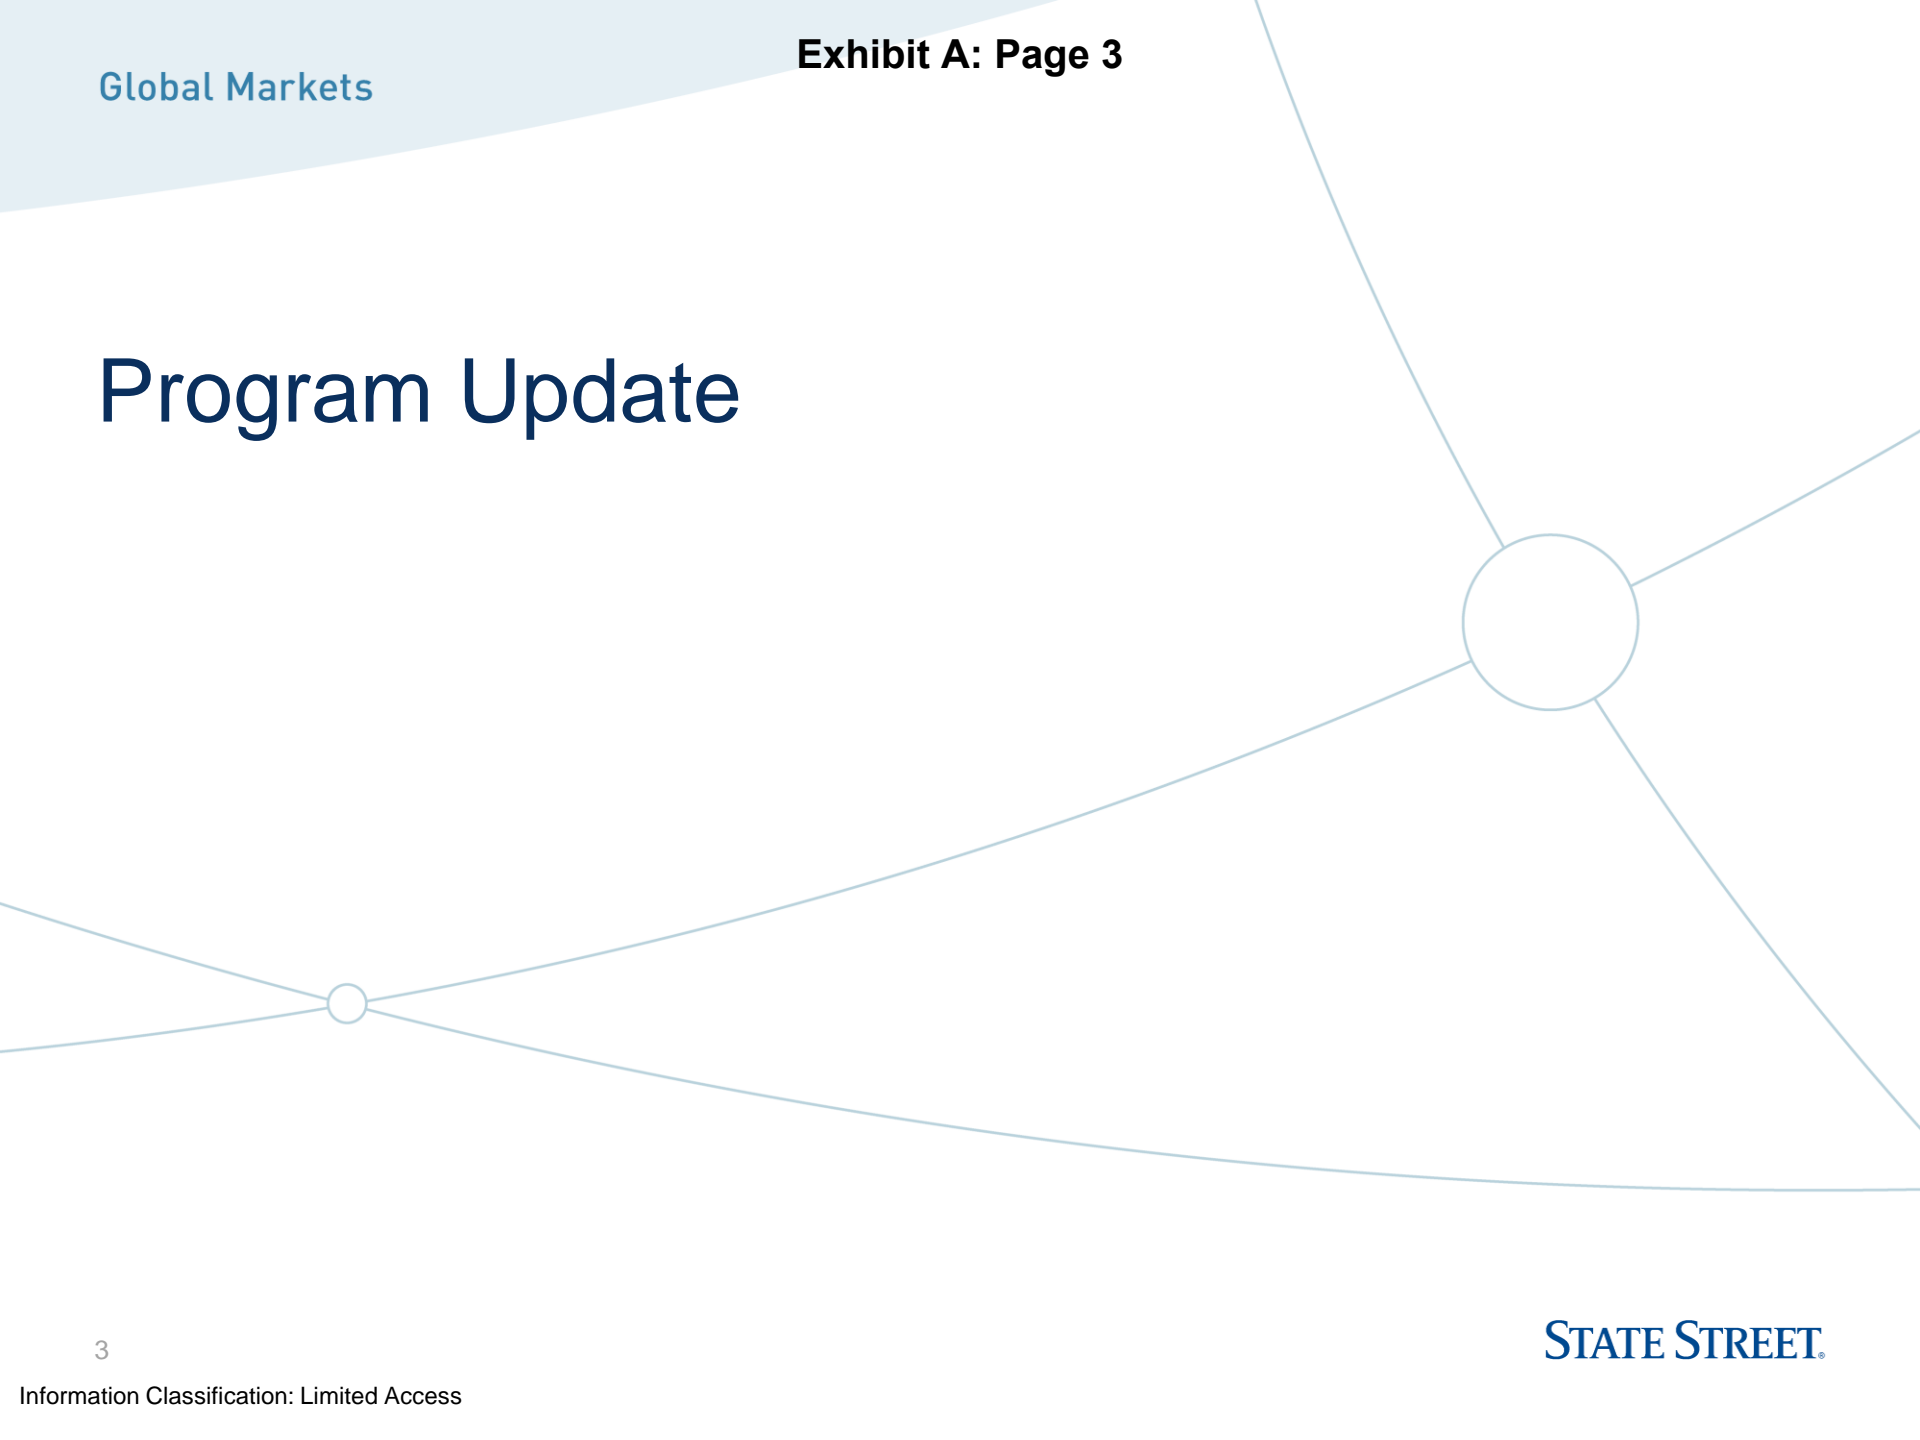 Exhibit A: Page 3
Global Markets
Program Update
3
STATE STREET®
Information Classification: Limited Access